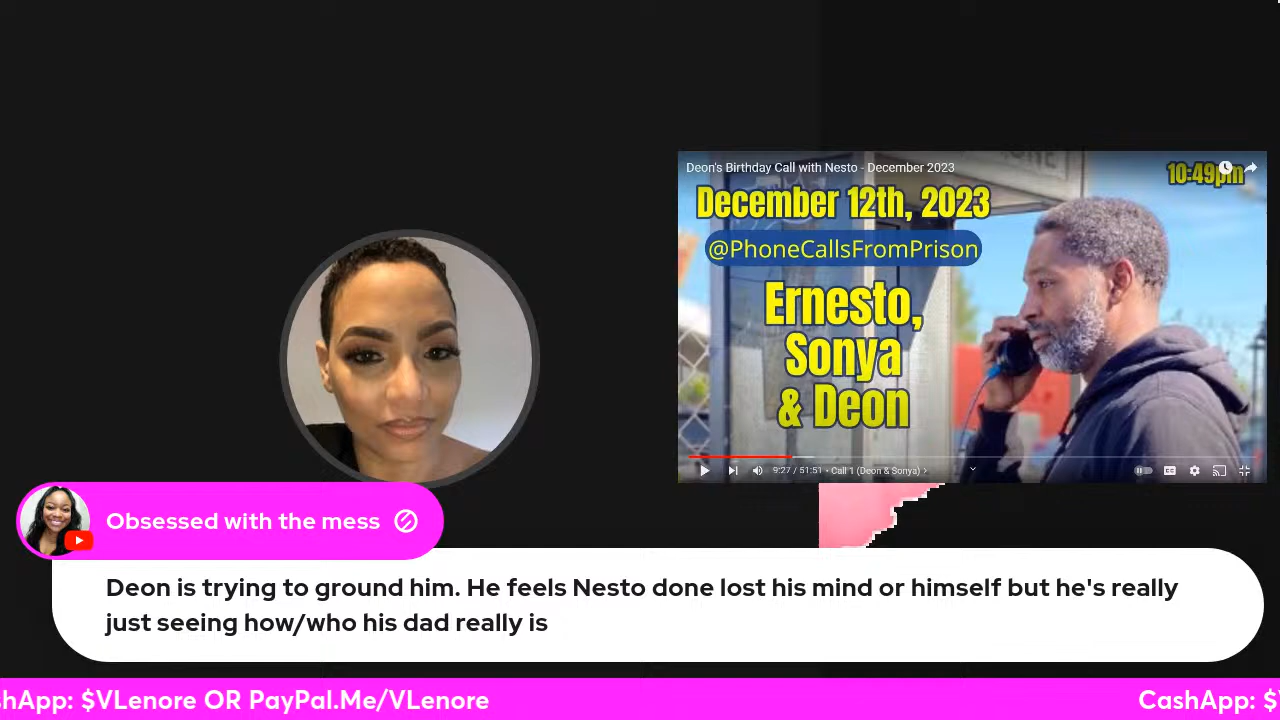 Deon's Birthday Call with Nesto - December 2023
10:49pm
December 12th, 2023
@PhoneCallsFromPrison
Ernesto,
Sonya
& Deon
9:27 / 51:51 • Call 1 (Deon & Sonya) ›
CC
Obsessed with the mess
Deon is trying to ground him. He feels Nesto done lost his mind or himself but he's really
just seeing how/who his dad really is
shApp: $VLenore OR PayPal.Me/VLenore
CashApp: $